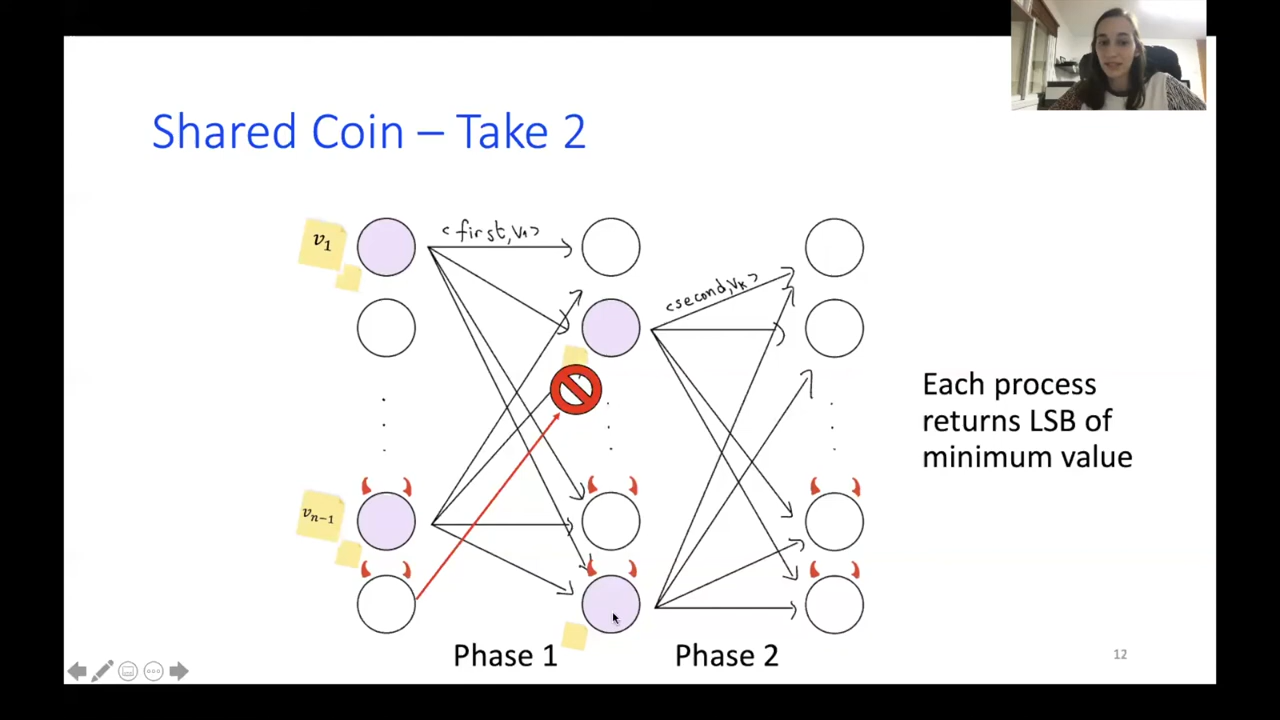 Shared Coin – Take 2
v₁
<first, v₁>
<second, vₖ>
Each process
returns LSB of
minimum value
vₙ₋₁
Phase 1
Phase 2
12